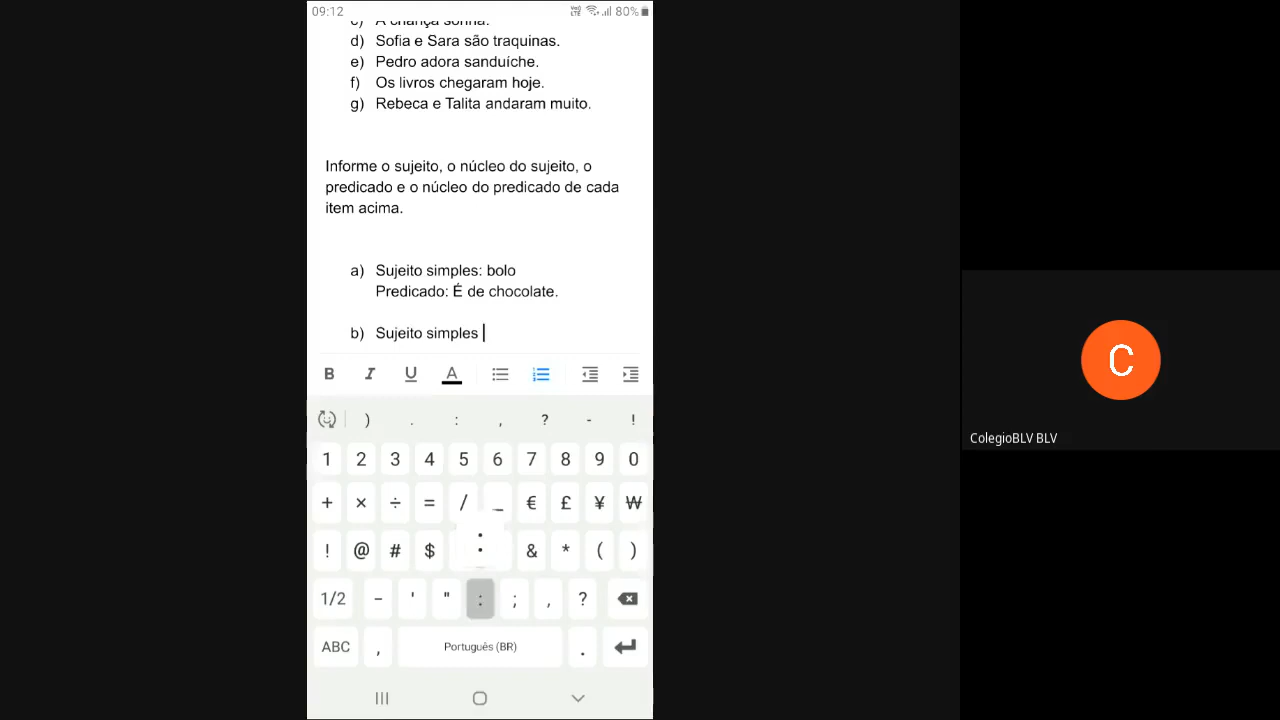 09:12 80%
c) A criança sonha.
d) Sofia e Sara são traquinas.
e) Pedro adora sanduíche.
f) Os livros chegaram hoje.
g) Rebeca e Talita andaram muito.
Informe o sujeito, o núcleo do sujeito, o
predicado e o núcleo do predicado de cada
item acima.
a) Sujeito simples: bolo
Predicado: É de chocolate.
b) Sujeito simples
B I U A
) . : , ? - !
1 2 3 4 5 6 7 8 9 0
+ × ÷ = / _ € £ ¥ ₩
! @ # $ : & * ( )
1/2 - ' " : ; , ?
ABC , Português (BR) .
C
ColegioBLV BLV